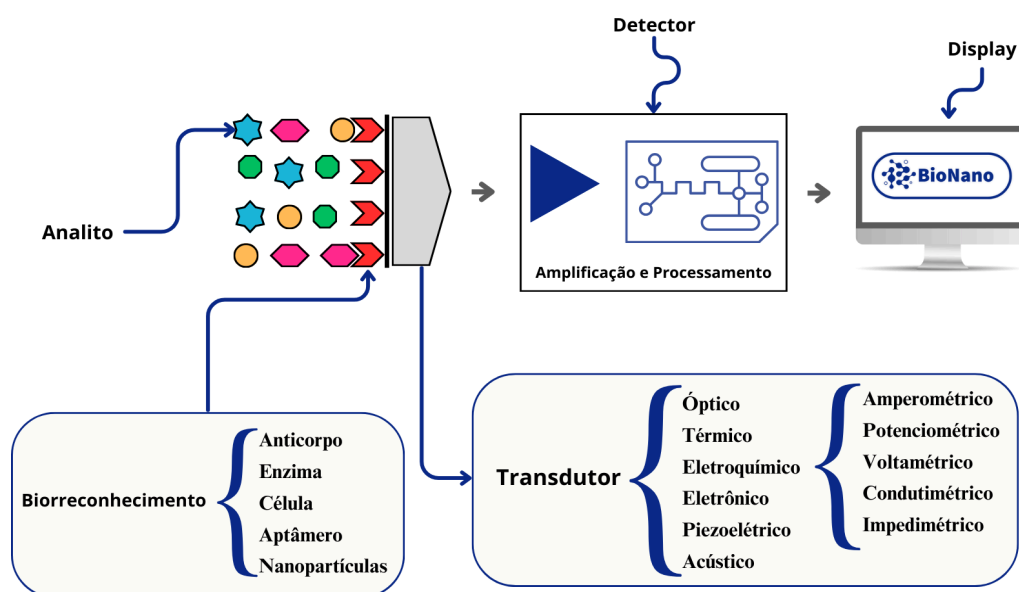 Detector
Display
BioNano
Analito
Amplificação e Processamento
Biorreconhecimento
Anticorpo
Enzima
Célula
Aptâmero
Nanopartículas
Transdutor
Óptico
Térmico
Eletroquímico
Eletrônico
Piezoelétrico
Acústico
Amperométrico
Potenciométrico
Voltamétrico
Condutimétrico
Impedimétrico